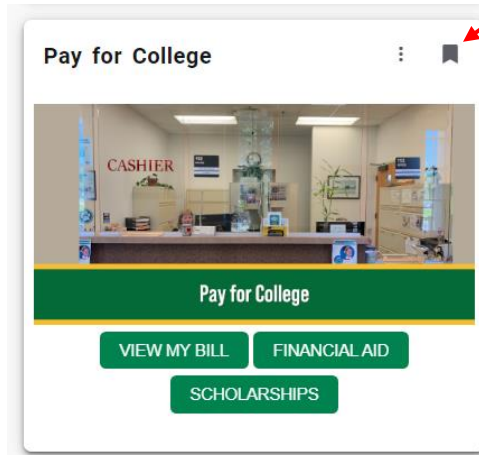 Pay for College
CASHIER
Pay for College
VIEW MY BILL FINANCIAL AID
SCHOLARSHIPS